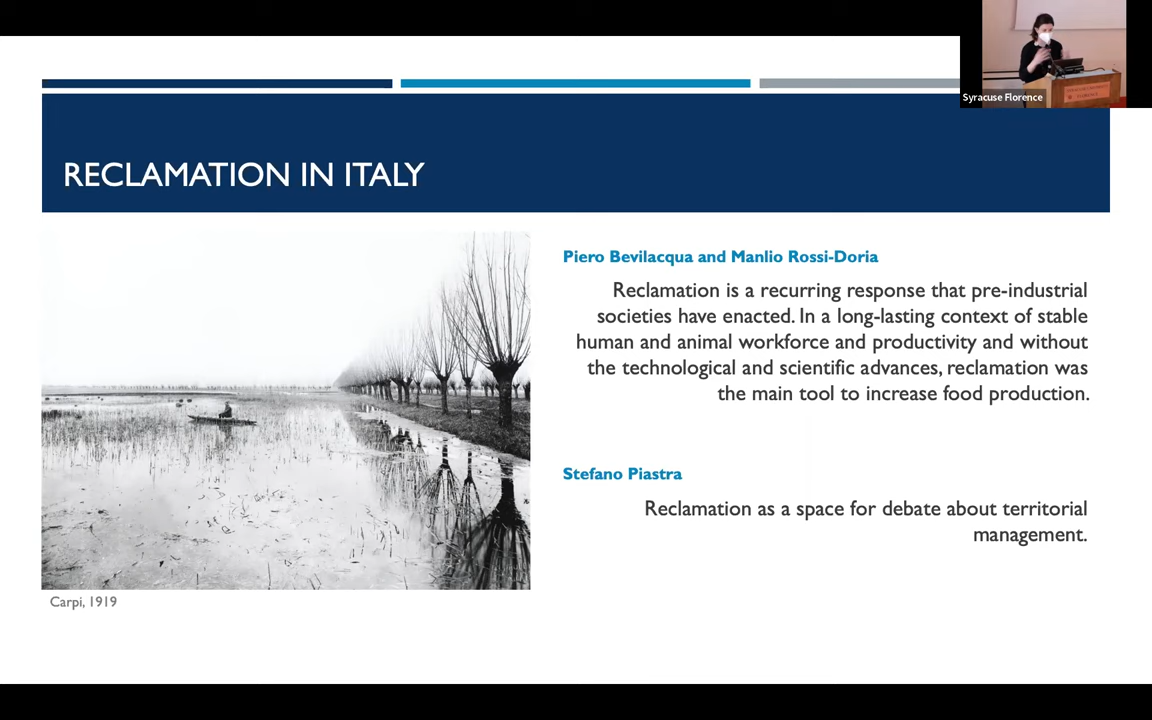 Syracuse Florence
RECLAMATION IN ITALY
Piero Bevilacqua and Manlio Rossi-Doria
Reclamation is a recurring response that pre-industrial
societies have enacted. In a long-lasting context of stable
human and animal workforce and productivity and without
the technological and scientific advances, reclamation was
the main tool to increase food production.
Stefano Piastra
Reclamation as a space for debate about territorial
management.
Carpi, 1919